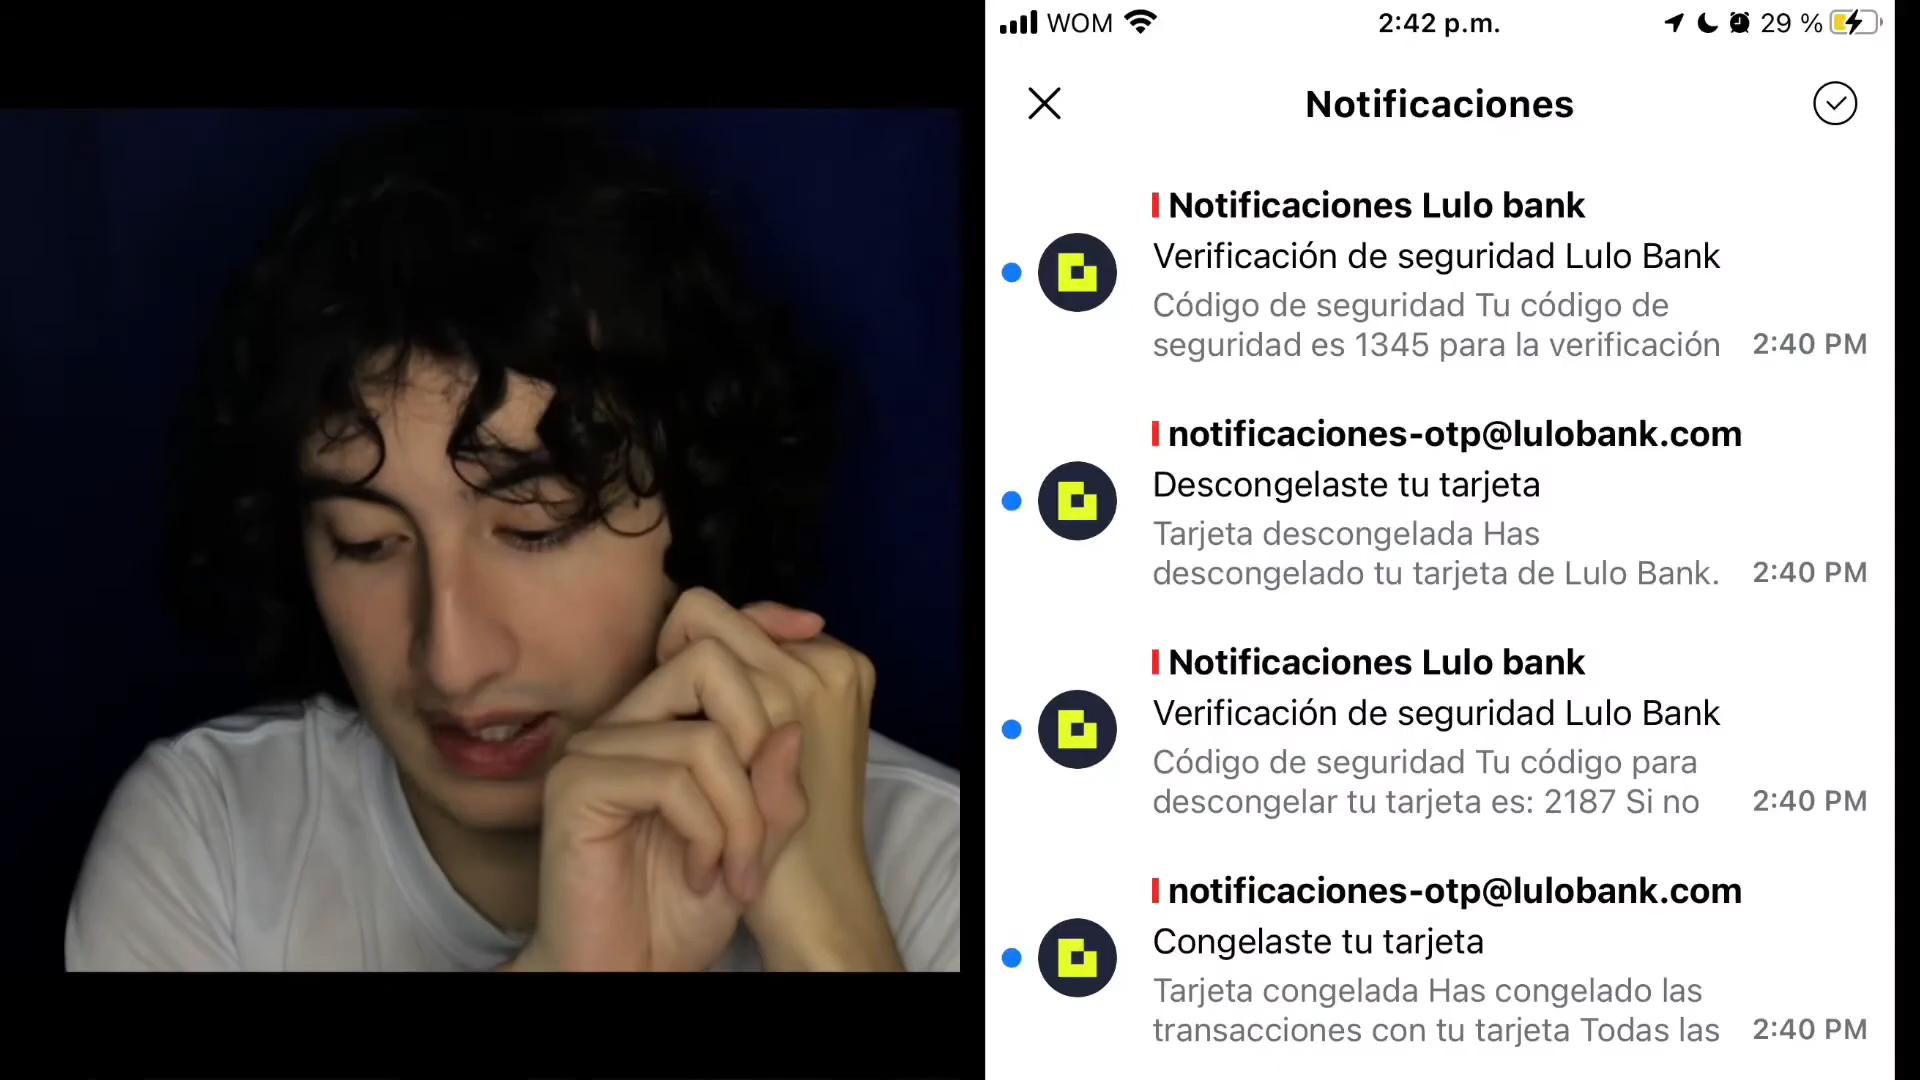 WOM 2:42 p.m. 29 %
Notificaciones
Notificaciones Lulo bank
Verificación de seguridad Lulo Bank
Código de seguridad Tu código de
seguridad es 1345 para la verificación 2:40 PM
notificaciones-otp@lulobank.com
Descongelaste tu tarjeta
Tarjeta descongelada Has
descongelado tu tarjeta de Lulo Bank. 2:40 PM
Notificaciones Lulo bank
Verificación de seguridad Lulo Bank
Código de seguridad Tu código para
descongelar tu tarjeta es: 2187 Si no 2:40 PM
notificaciones-otp@lulobank.com
Congelaste tu tarjeta
Tarjeta congelada Has congelado las
transacciones con tu tarjeta Todas las 2:40 PM